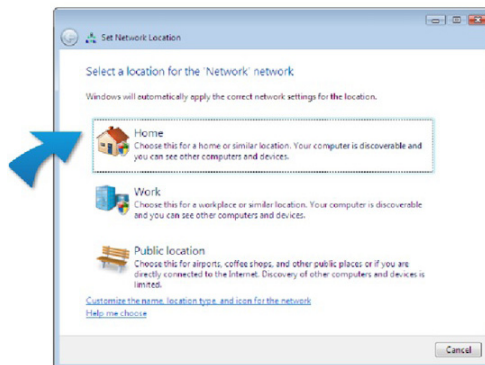 Set Network Location
Select a location for the 'Network' network
Windows will automatically apply the correct network settings for the location.
Home
Choose this for a home or similar location. Your computer is discoverable and
you can see other computers and devices.
Work
Choose this for a workplace or similar location. Your computer is discoverable
and you can see other computers and devices.
Public location
Choose this for airports, coffee shops, and other public places or if you are
directly connected to the Internet. Discovery of other computers and devices is
limited.
Customize the name, location type, and icon for the network
Help me choose
Cancel